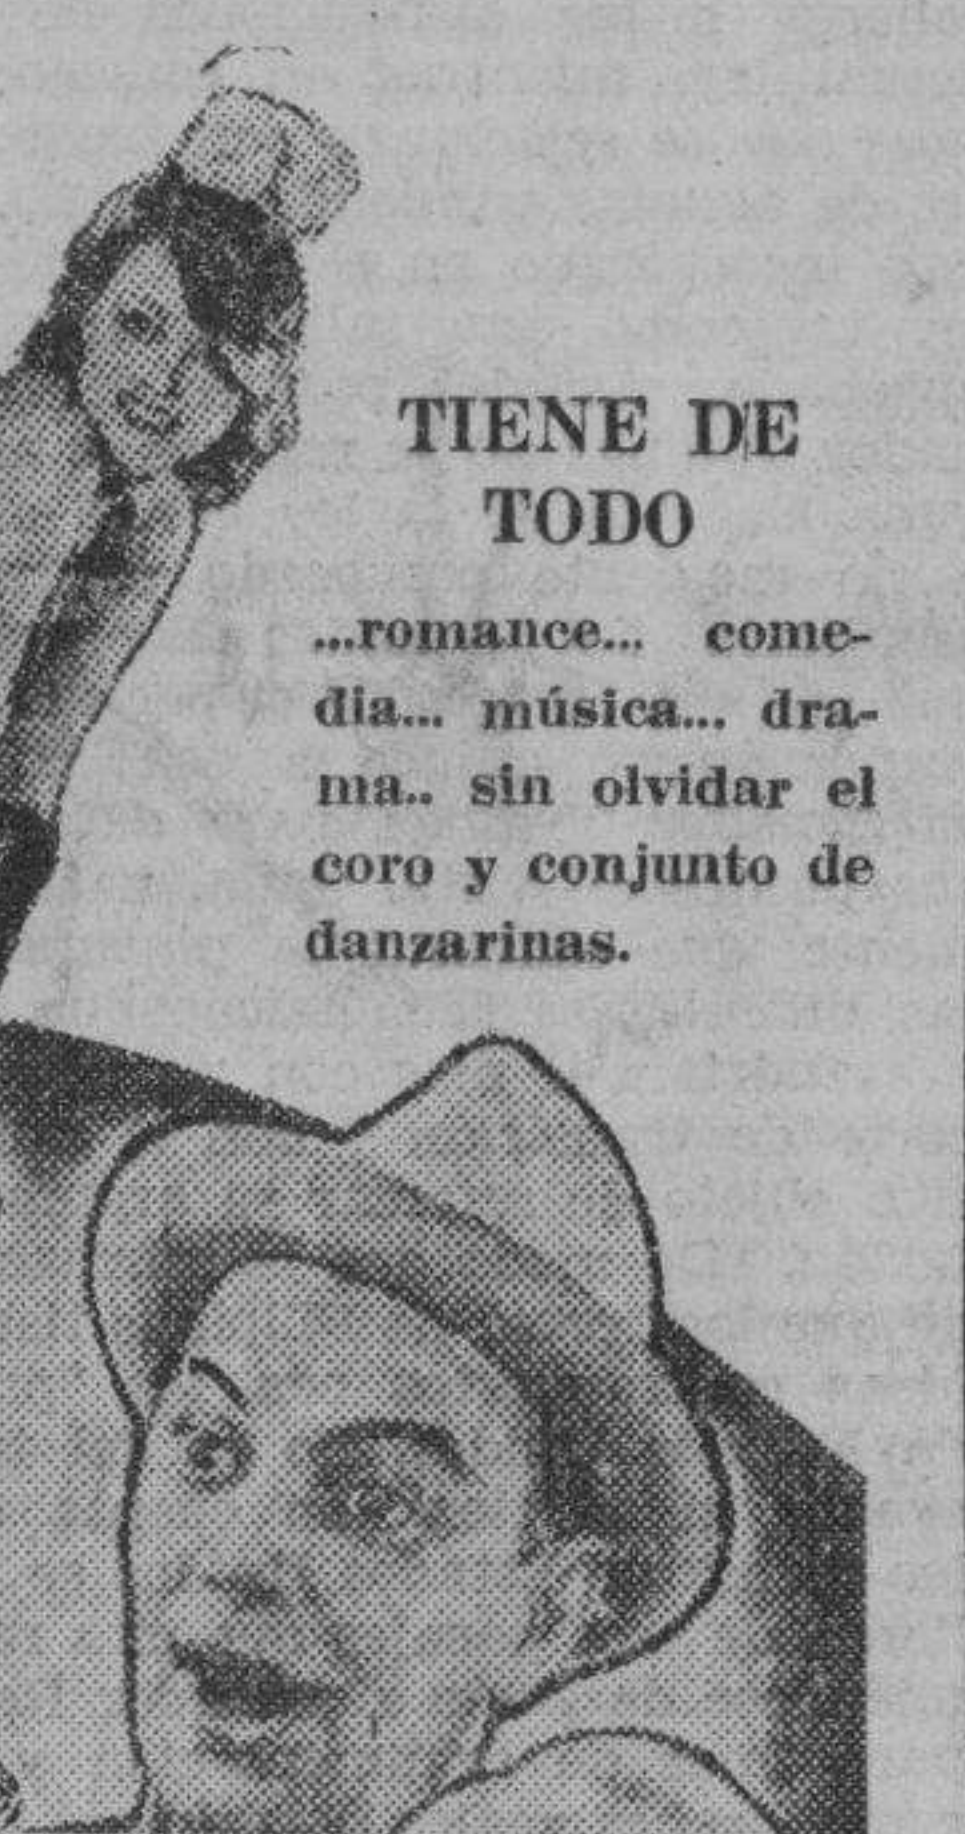 TIENE DE
TODO
...romance... come-
dia... música... dra-
ma.. sin olvidar el
coro y conjunto de
danzarinas.